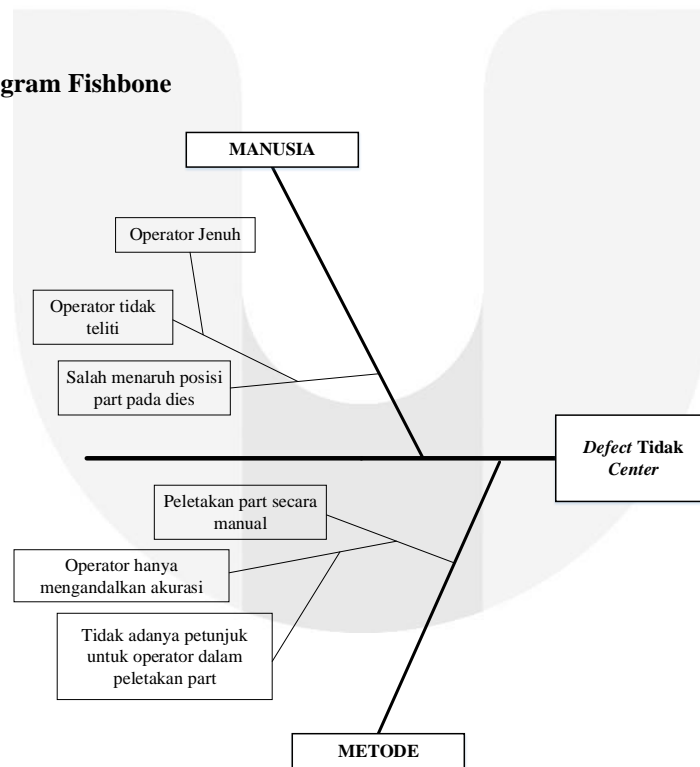 gram Fishbone
MANUSIA
Operator Jenuh
Operator tidak
teliti
Salah menaruh posisi
part pada dies
Defect Tidak
Center
Peletakan part secara
manual
Operator hanya
mengandalkan akurasi
Tidak adanya petunjuk
untuk operator dalam
peletakan part
METODE